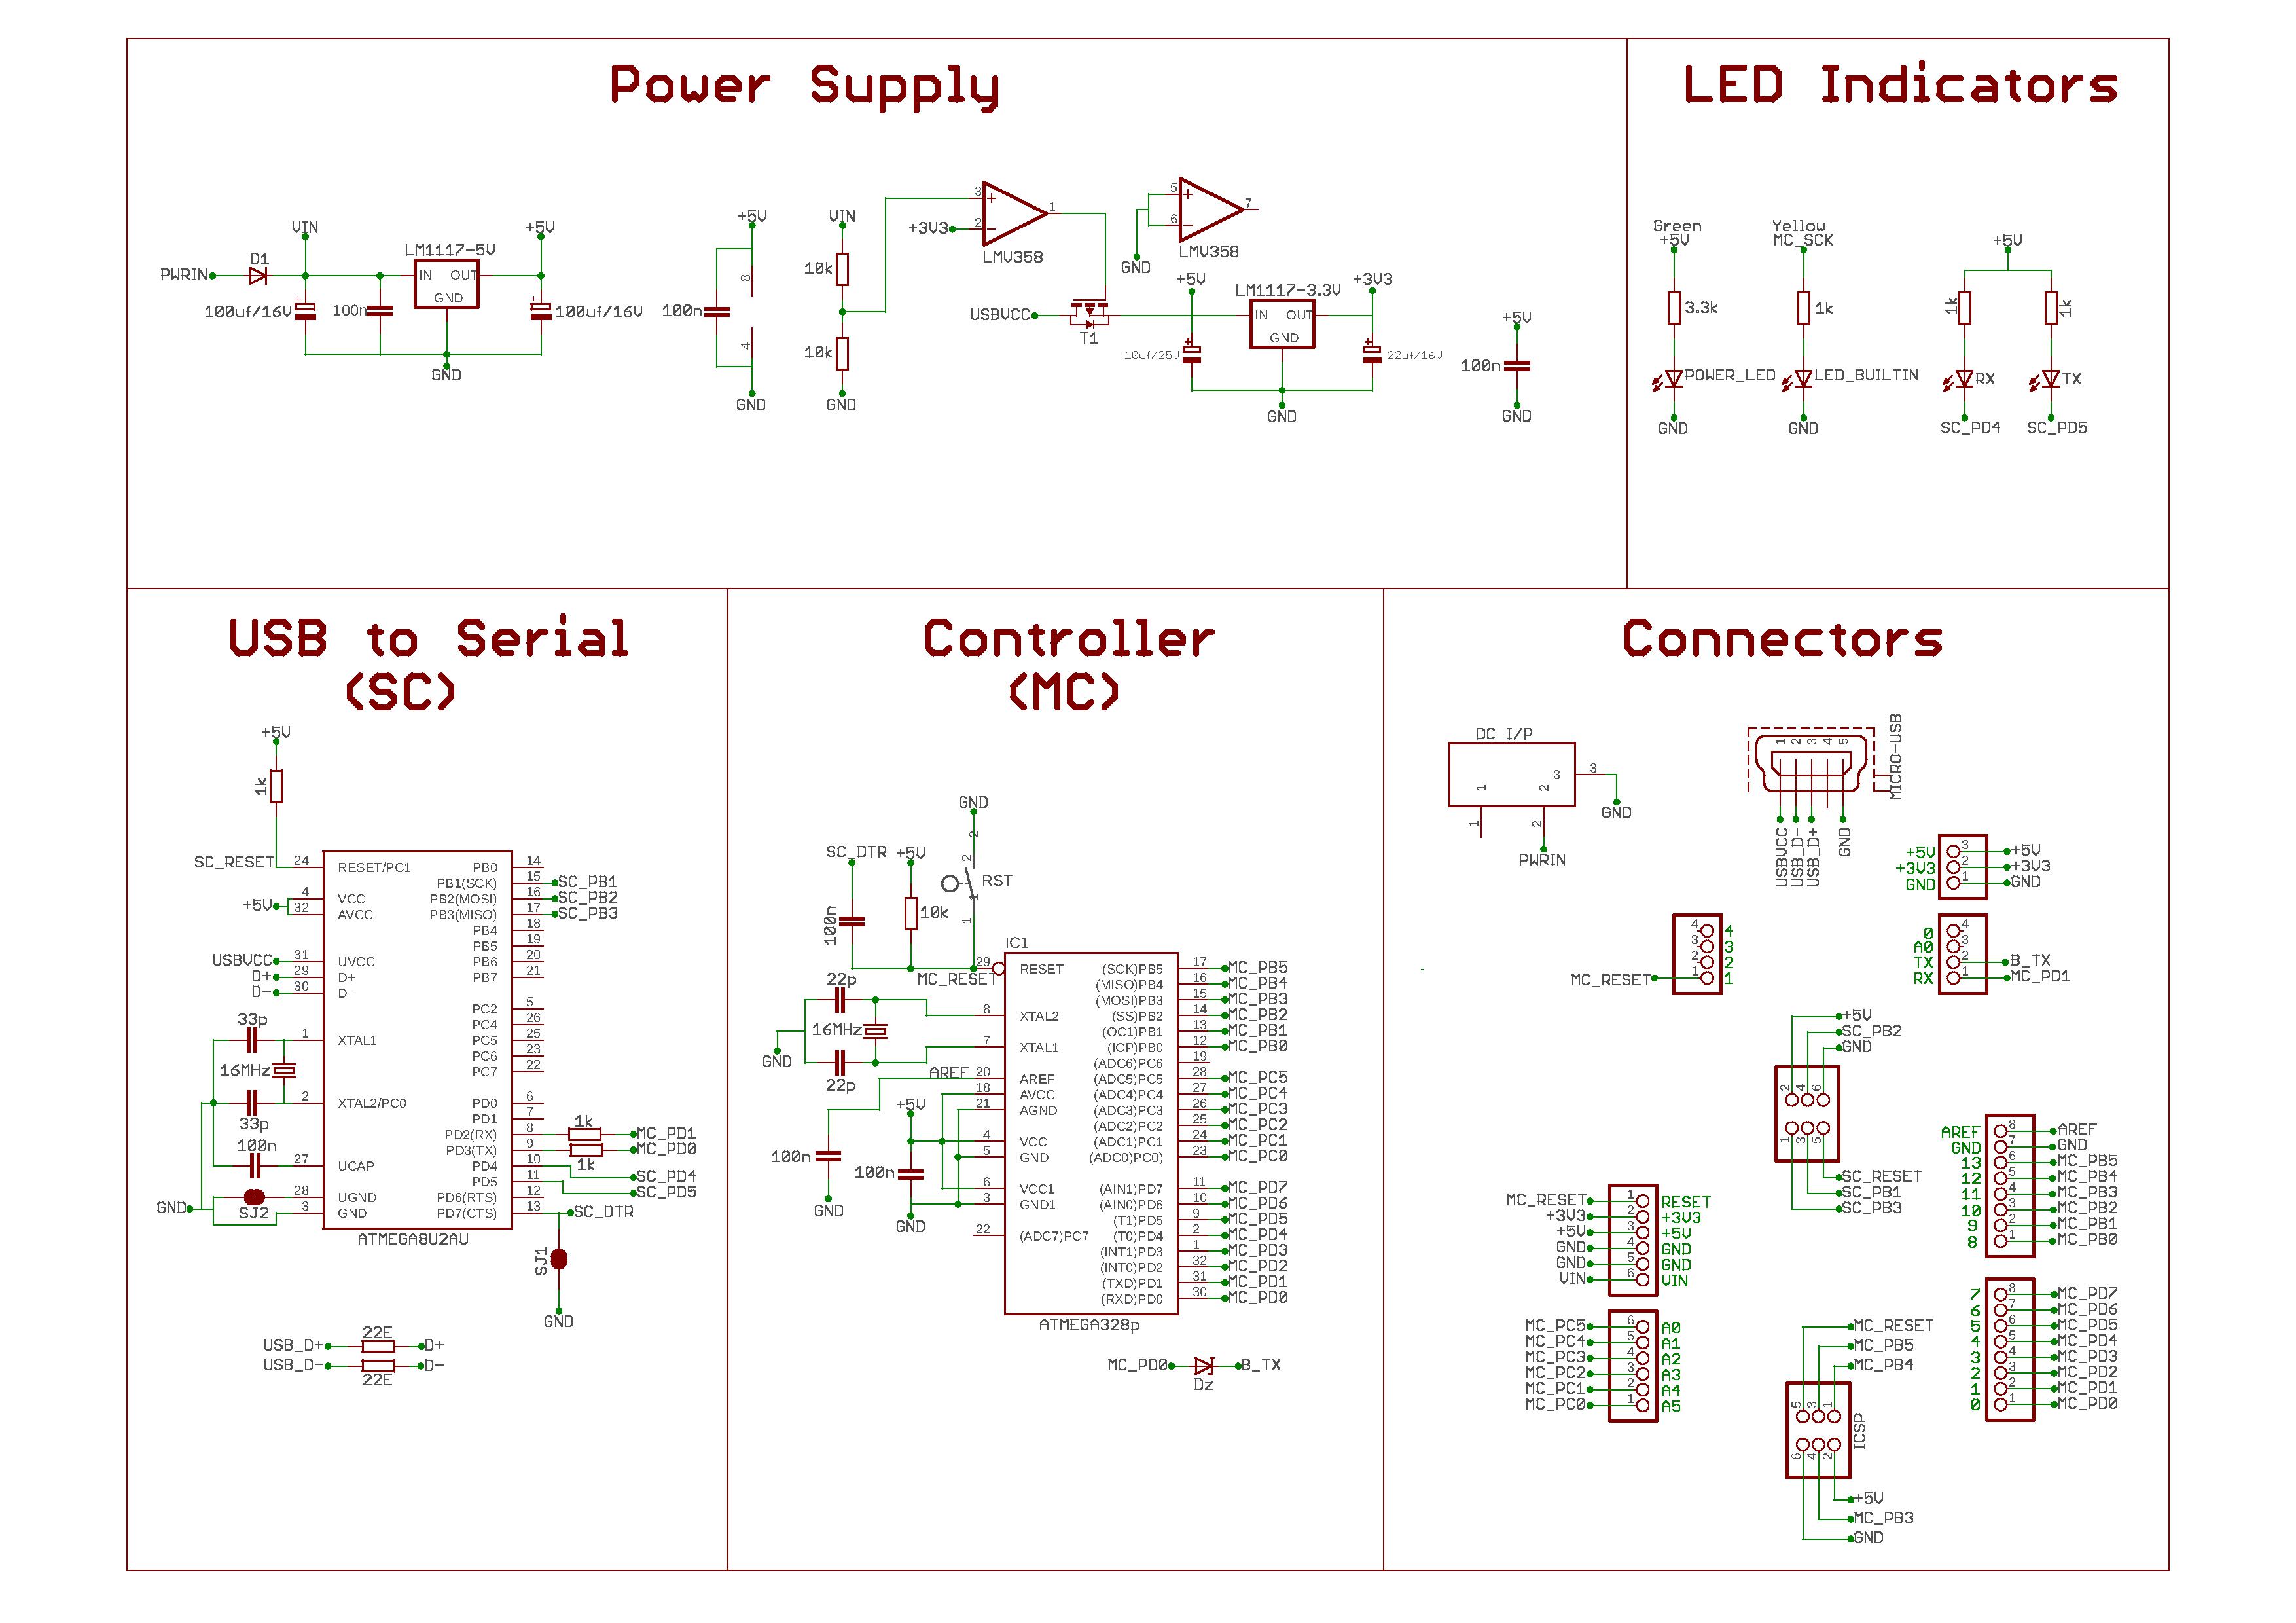 Power Supply
PWRIN
D1
VIN
100uf/16V
100n
LM1117-5V
IN
OUT
GND
GND
+5V
100uf/16V
+5V
100n
8
4
GND
VIN
10k
10k
GND
3
+3V3
2
1
LMV358
5
6
7
LMV358
GND
USBVCC
T1
+5V
10uf/25V
LM1117-3.3V
IN
OUT
GND
GND
+3V3
22uf/16V
+5V
100n
GND
LED Indicators
Green
+5V
3.3k
POWER_LED
GND
Yellow
MC_SCK
1k
LED_BUILTIN
GND
+5V
1k
RX
SC_PD4
1k
TX
SC_PD5
USB to Serial
(SC)
+5V
1k
SC_RESET
24
RESET/PC1
+5V
4
VCC
32
AVCC
USBVCC
31
UVCC
D+
29
D+
D-
30
D-
33p
1
XTAL1
16MHz
2
XTAL2/PC0
33p
100n
27
UCAP
28
UGND
SJ2
GND
3
GND
PB0
14
PB1(SCK)
15
SC_PB1
PB2(MOSI)
16
SC_PB2
PB3(MISO)
17
SC_PB3
PB4
18
PB5
19
PB6
20
PB7
21
PC2
5
PC4
26
PC5
25
PC6
23
PC7
22
PD0
6
PD1
7
PD2(RX)
8
1k
MC_PD1
PD3(TX)
9
1k
MC_PD0
PD4
10
SC_PD4
PD5
11
SC_PD5
PD6(RTS)
12
PD7(CTS)
13
SC_DTR
ATMEGA8U2AU
SJ1
GND
USB_D+
22E
D+
USB_D-
22E
D-
Controller
(MC)
GND
2
2
SC_DTR
+5V
RST
100n
10k
1
1
IC1
29
MC_RESET
RESET
22p
8
XTAL2
16MHz
GND
7
XTAL1
22p
AREF
20
AREF
18
AVCC
21
AGND
+5V
4
VCC
100n
5
GND
100n
6
VCC1
3
GND1
GND
GND
22
(ADC7)PC7
(SCK)PB5
17
MC_PB5
(MISO)PB4
16
MC_PB4
(MOSI)PB3
15
MC_PB3
(SS)PB2
14
MC_PB2
(OC1)PB1
13
MC_PB1
(ICP)PB0
12
MC_PB0
(ADC6)PC6
19
(ADC5)PC5
28
MC_PC5
(ADC4)PC4
27
MC_PC4
(ADC3)PC3
26
MC_PC3
(ADC2)PC2
25
MC_PC2
(ADC1)PC1
24
MC_PC1
(ADC0)PC0)
23
MC_PC0
(AIN1)PD7
11
MC_PD7
(AIN0)PD6
10
MC_PD6
(T1)PD5
9
MC_PD5
(T0)PD4
2
MC_PD4
(INT1)PD3
1
MC_PD3
(INT0)PD2
32
MC_PD2
(TXD)PD1
31
MC_PD1
(RXD)PD0
30
MC_PD0
ATMEGA328p
MC_PD0
Dz
B_TX
Connectors
DC I/P
1
2
3
3
GND
1
2
PWRIN
1 2 3 4 5
MICRO-USB
USBVCC
USB_D-
USB_D+
GND
+5V 3 +5V
+3V3 2 +3V3
GND 1 GND
4 4
3 3
2 2
MC_RESET 1 1
0 4
A0 3
TX 2 B_TX
RX 1 MC_PD1
+5V
SC_PB2
GND
2 4 6
1 3 5
SC_RESET
SC_PB1
SC_PB3
AREF 8 AREF
GND 7 GND
13 6 MC_PB5
12 5 MC_PB4
11 4 MC_PB3
10 3 MC_PB2
9 2 MC_PB1
8 1 MC_PB0
MC_RESET 1 RESET
+3V3 2 +3V3
+5V 3 +5V
GND 4 GND
GND 5 GND
VIN 6 VIN
MC_PC5 6 A0
MC_PC4 5 A1
MC_PC3 4 A2
MC_PC2 3 A3
MC_PC1 2 A4
MC_PC0 1 A5
7 8 MC_PD7
6 7 MC_PD6
5 6 MC_PD5
4 5 MC_PD4
3 4 MC_PD3
2 3 MC_PD2
1 2 MC_PD1
0 1 MC_PD0
MC_RESET
MC_PB5
MC_PB4
5 3 1
6 4 2
ICSP
+5V
MC_PB3
GND